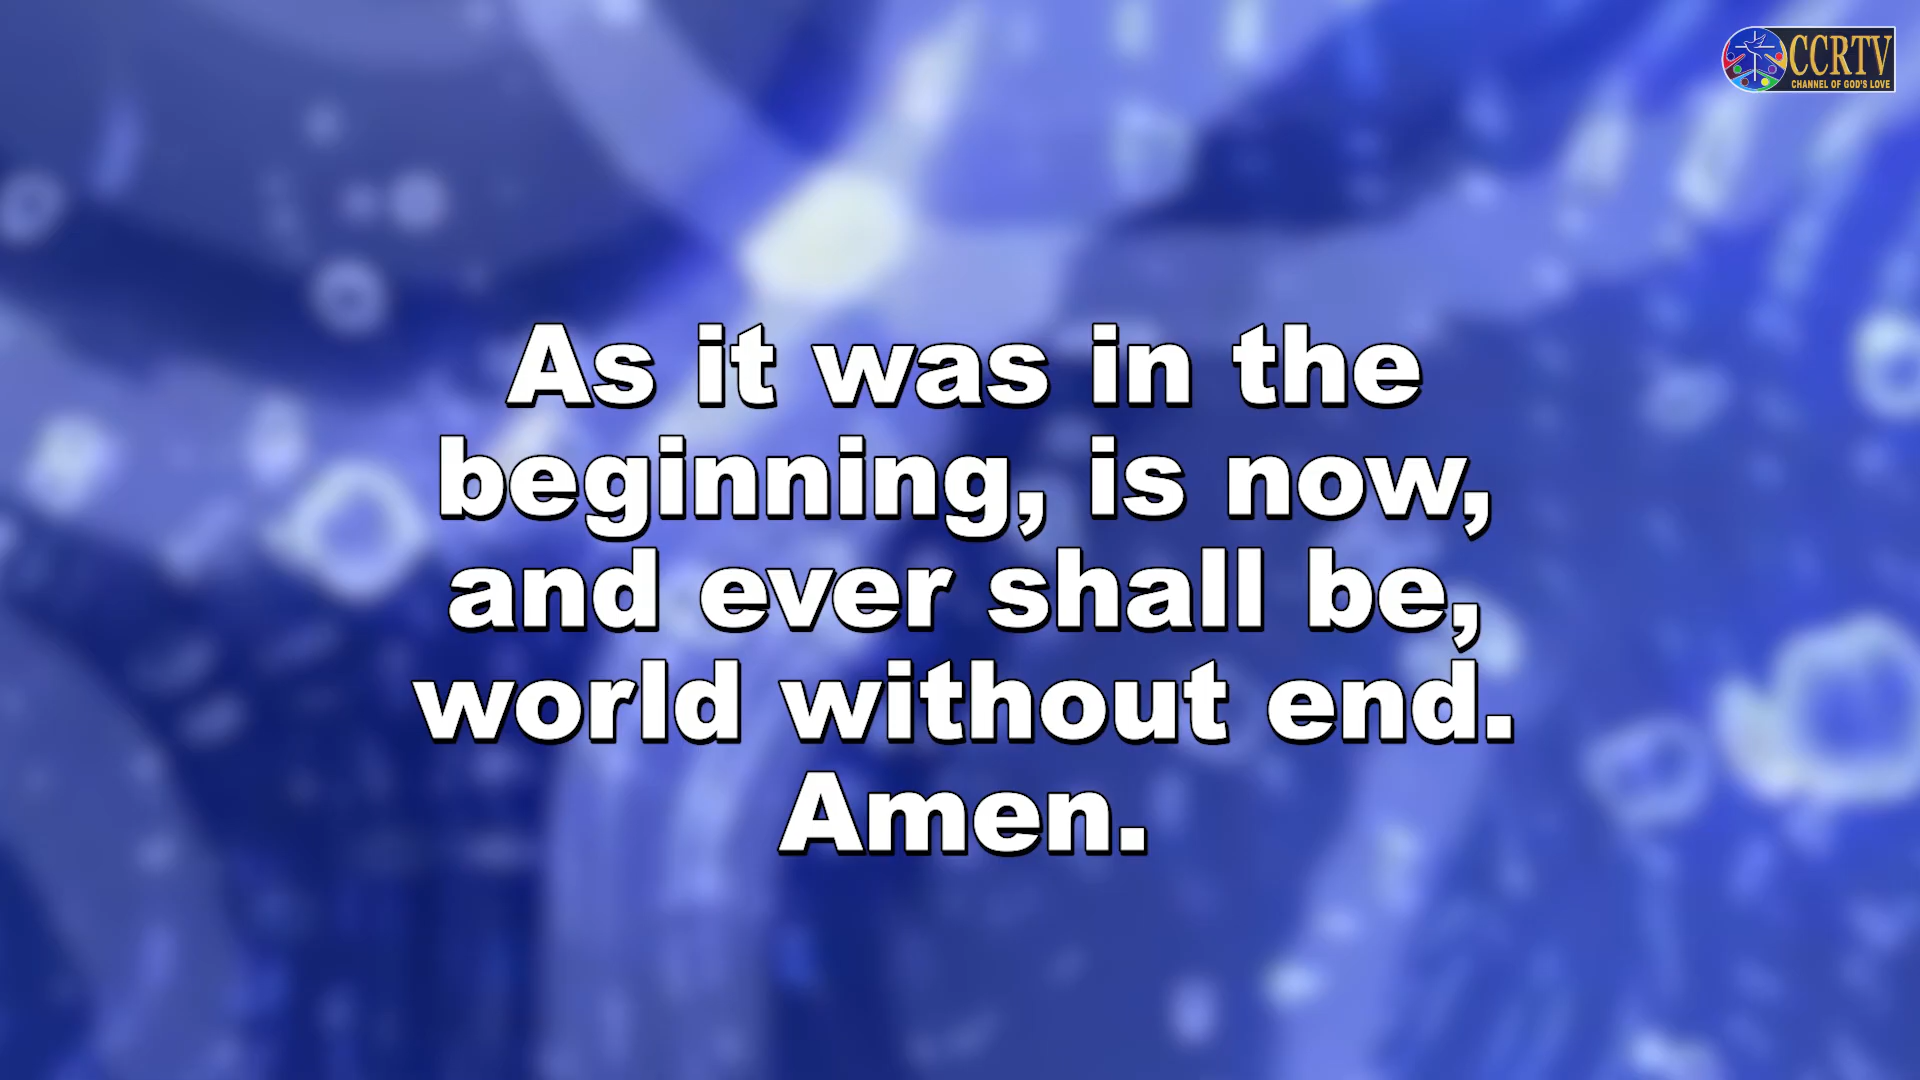 CCRTV
CHANNEL OF GOD'S LOVE
As it was in the
beginning, is now,
and ever shall be,
world without end.
Amen.